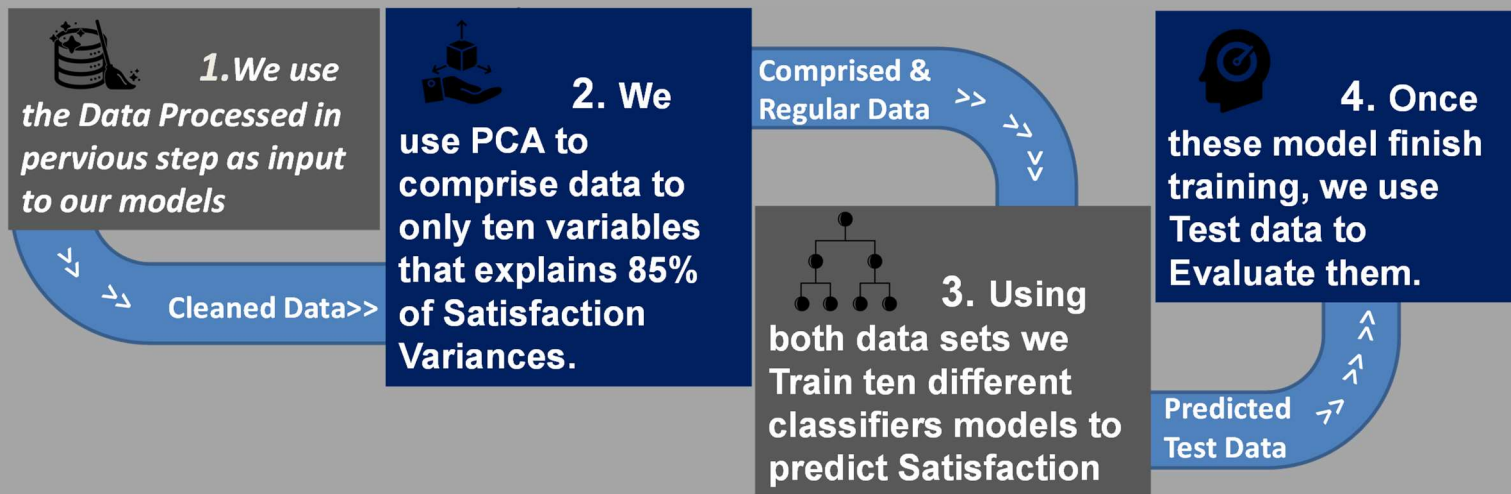 1.We use
the Data Processed in
pervious step as input
to our models
Cleaned Data>>
2. We
use PCA to
comprise data to
only ten variables
that explains 85%
of Satisfaction
Variances.
Comprised &
Regular Data
3. Using
both data sets we
Train ten different
classifiers models to
predict Satisfaction
Predicted
Test Data
4. Once
these model finish
training, we use
Test data to
Evaluate them.